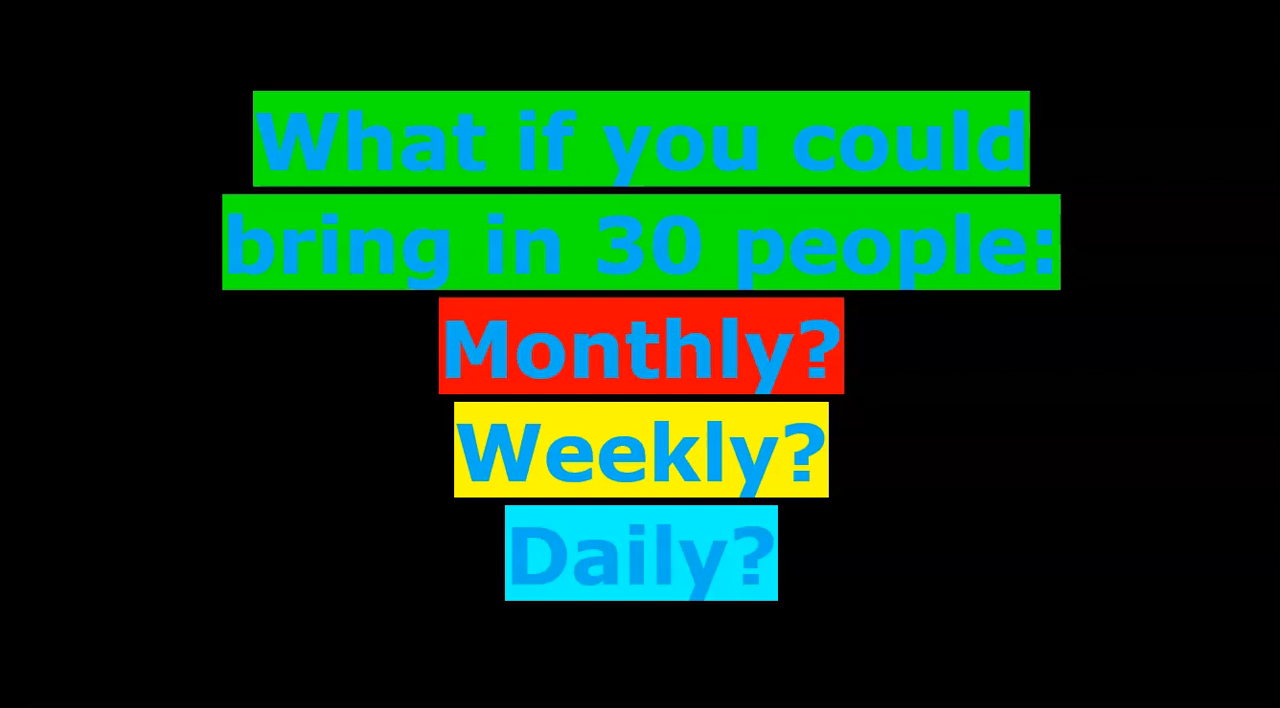 What if you could
bring in 30 people:
Monthly?
Weekly?
Daily?